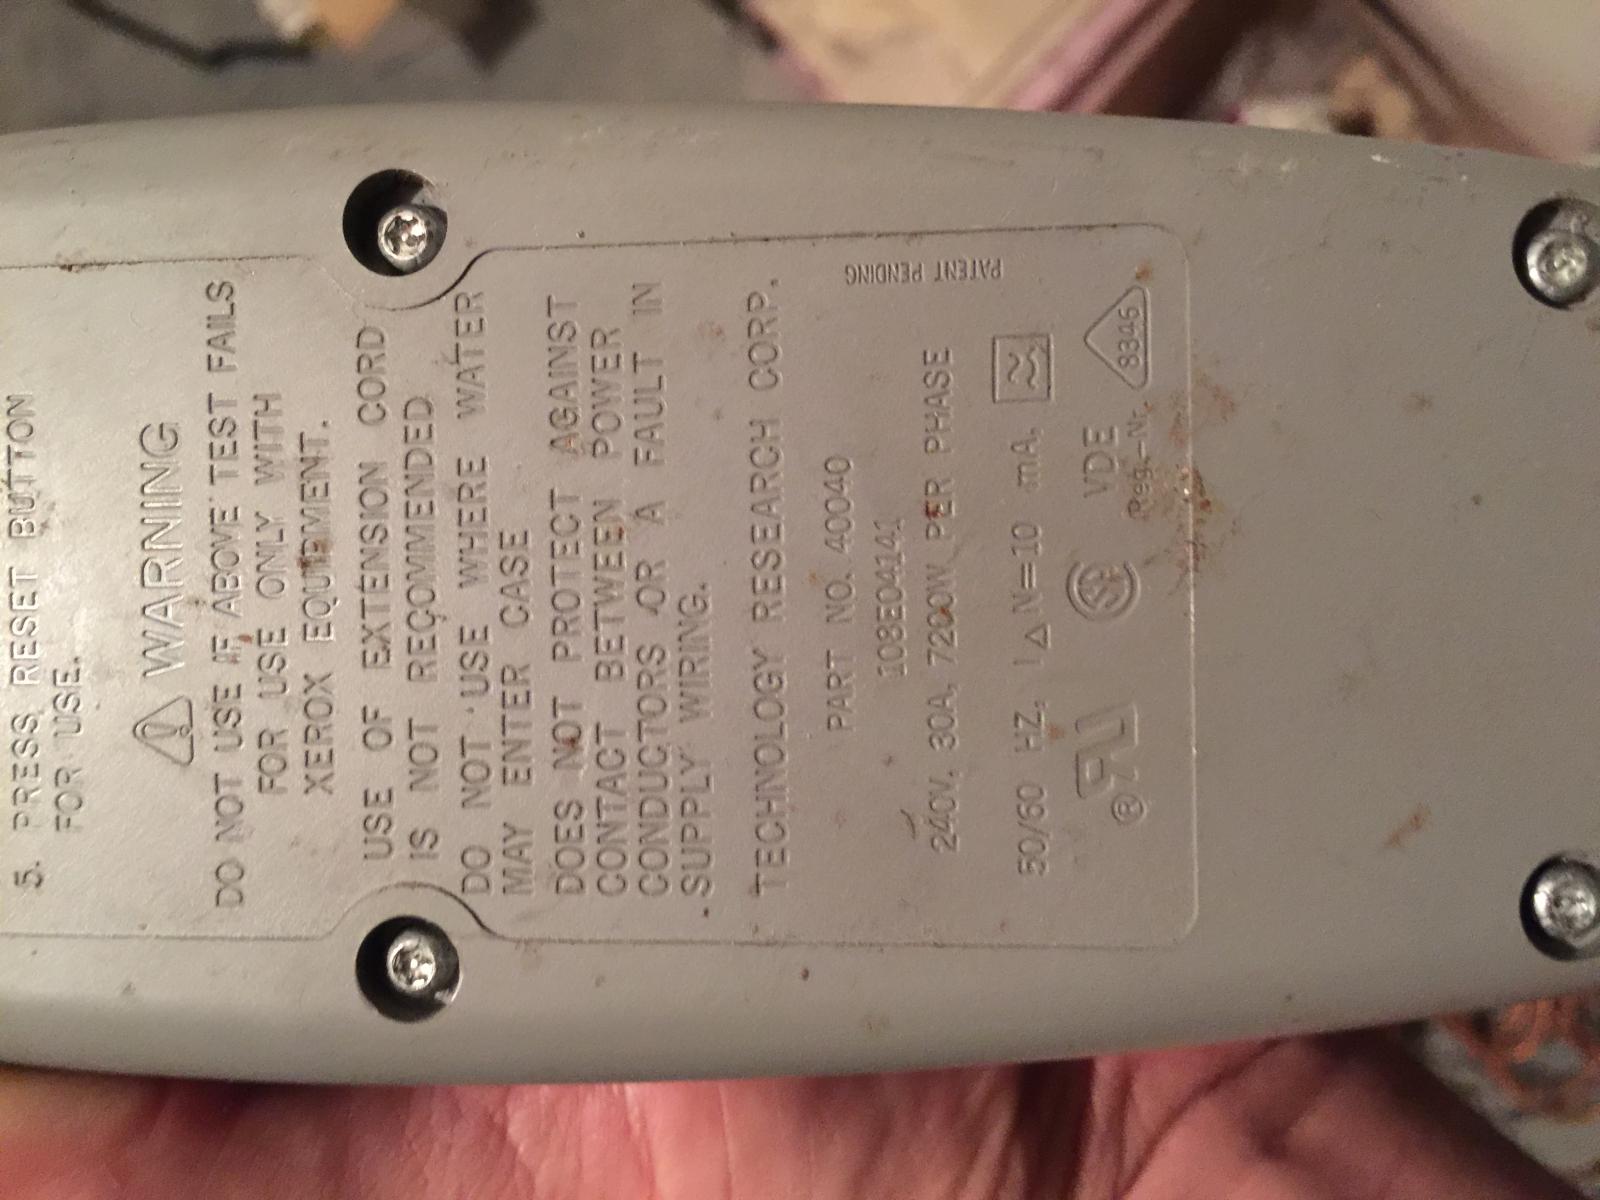 5. PRESS RESET BUTTON
FOR USE.
WARNING
DO NOT USE IF ABOVE TEST FAILS
FOR USE ONLY WITH
XEROX EQUIPMENT.
USE OF EXTENSION CORD
IS NOT RECOMMENDED
DO NOT USE WHERE WATER
MAY ENTER CASE
DOES NOT PROTECT AGAINST
CONTACT BETWEEN POWER
CONDUCTORS OR A FAULT IN
SUPPLY WIRING.
TECHNOLOGY RESEARCH CORP.
PATENT PENDING
PART NO. 40040
108E04141
240V, 30A, 7200W PER PHASE
50/60 HZ, I△N=10 mA.
®UR SA VDE
Reg.-Nr. 8346